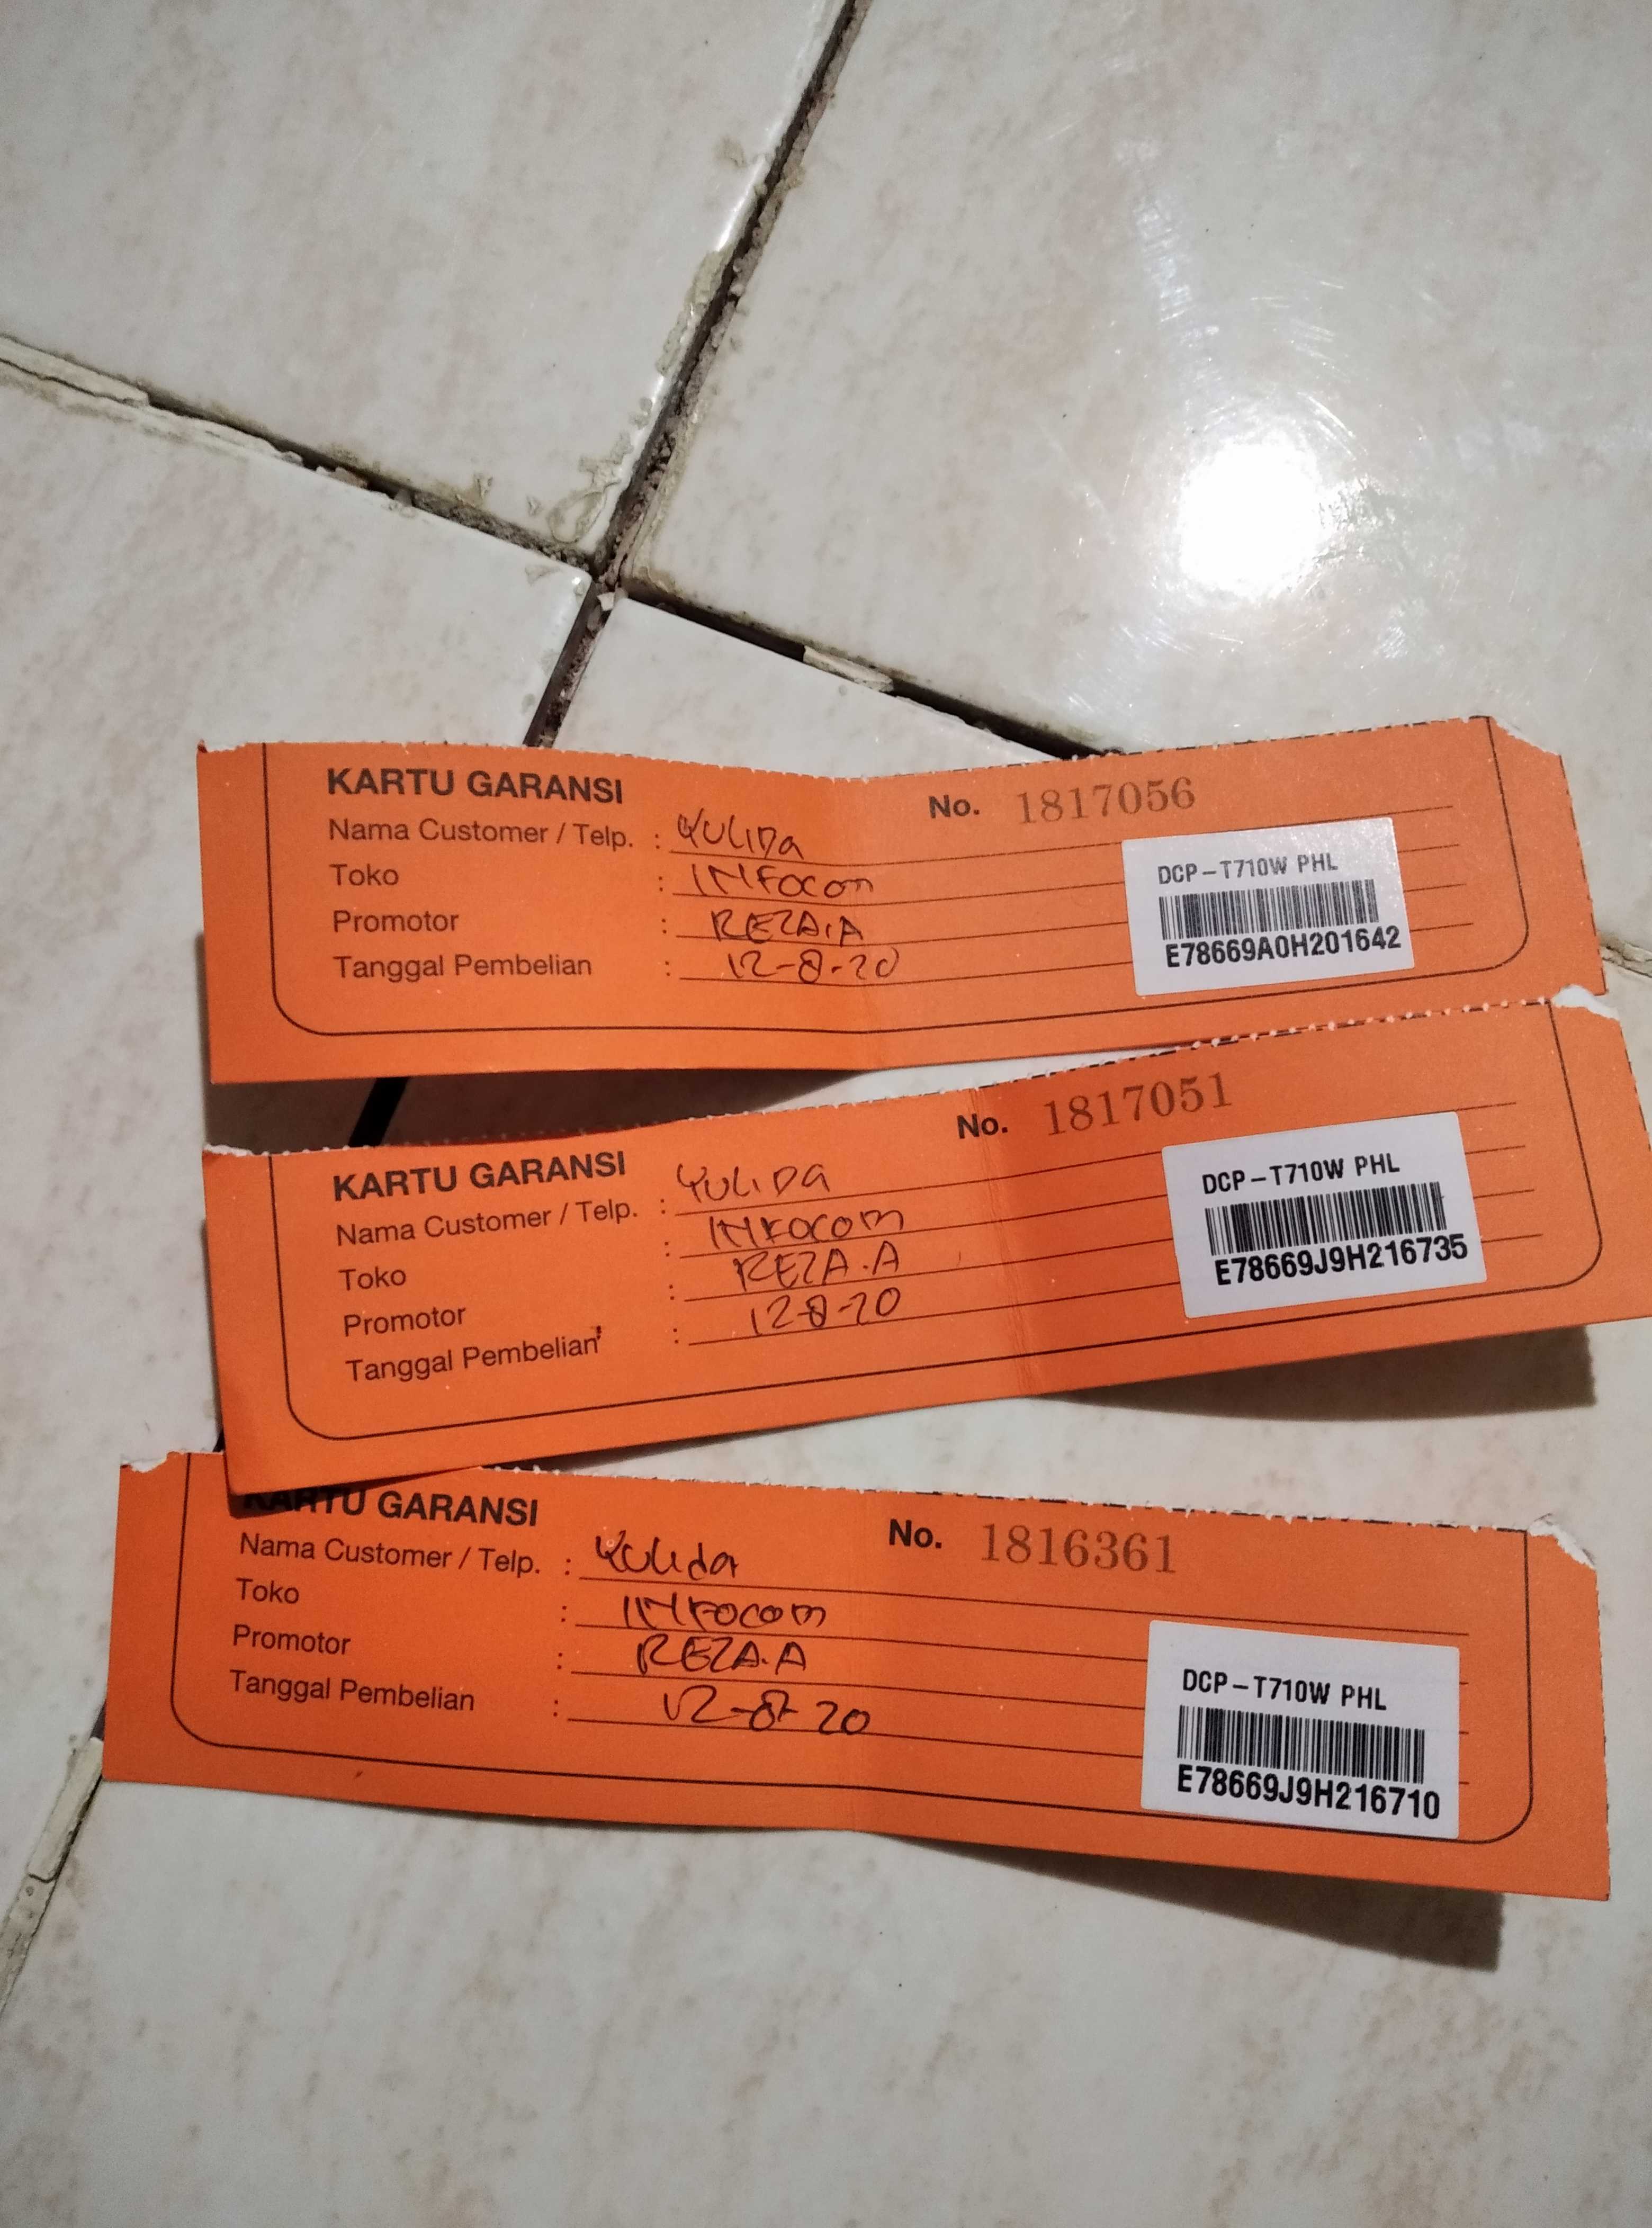 KARTU GARANSI No. 1817056
Nama Customer / Telp. : YULIDA
Toko : INFOCOM
Promotor : REZA.A
Tanggal Pembelian : 12-8-20
DCP-T710W PHL
E78669A0H201642
KARTU GARANSI No. 1817051
Nama Customer / Telp. : YULIDA
Toko : INFOCOM
Promotor : REZA.A
Tanggal Pembelian : 12-8-20
DCP-T710W PHL
E78669J9H216735
KARTU GARANSI No. 1816361
Nama Customer / Telp. : Yulida
Toko : INFOCOM
Promotor : REZA.A
Tanggal Pembelian : 12-8-20
DCP-T710W PHL
E78669J9H216710